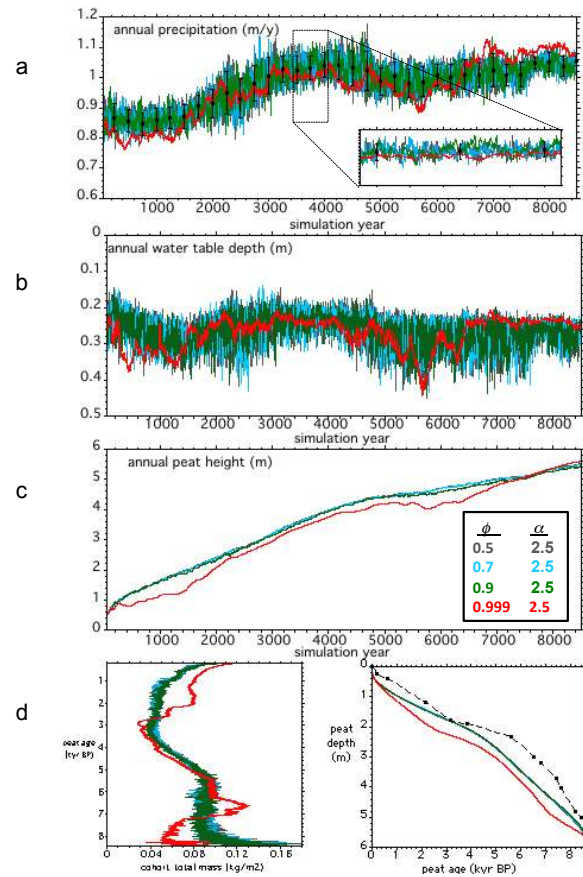 a
annual precipitation (m/y)
1.2
1.1
1
0.9
0.8
0.7
0.6
1000 2000 3000 4000 5000 6000 7000 8000
simulation year
b
annual water table depth (m)
0
0.1
0.2
0.3
0.4
0.5
1000 2000 3000 4000 5000 6000 7000 8000
simulation year
c
annual peat height (m)
6
5
4
3
2
1
0
ϕ α
0.5 2.5
0.7 2.5
0.9 2.5
0.999 2.5
0 1000 2000 3000 4000 5000 6000 7000 8000
simulation year
d
1
2
3
4
5
6
7
8
peat age
(kyr BP)
0 0.04 0.08 0.12 0.16
cohort total mass (kg/m2)
0
1
2
3
4
5
6
peat
depth
(m)
0 1 2 3 4 5 6 7 8
peat age (kyr BP)